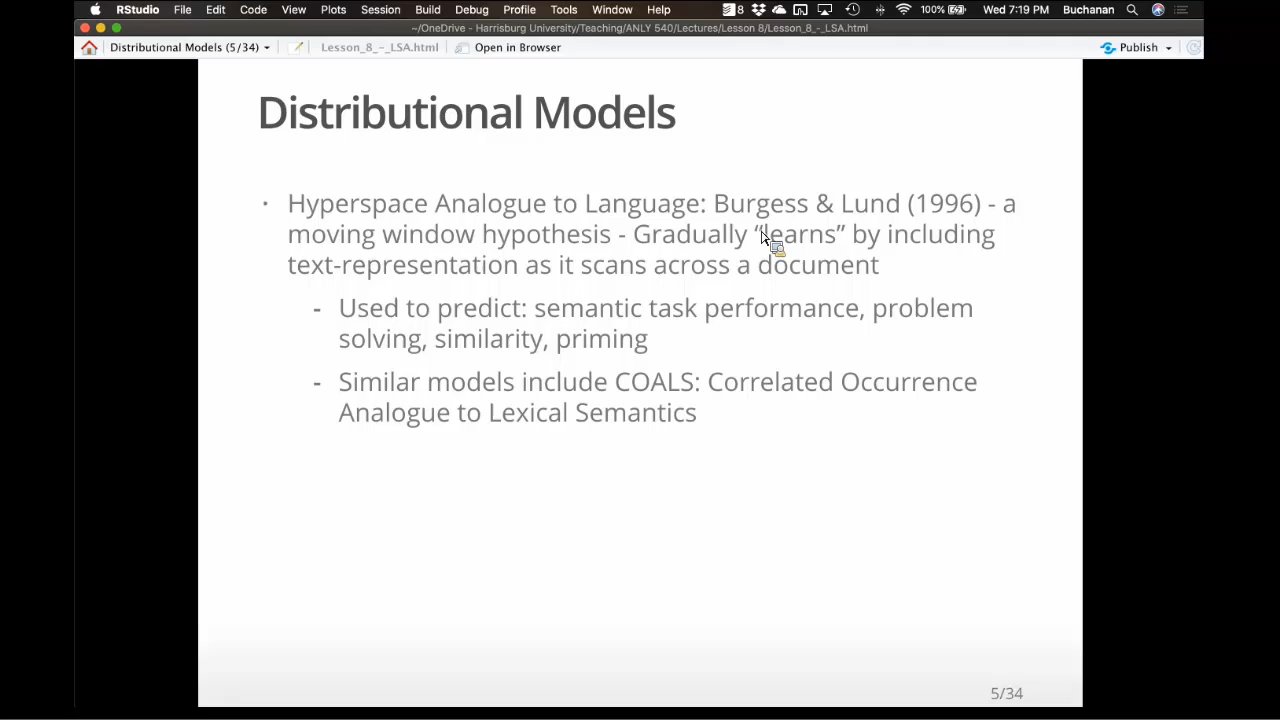 RStudio File Edit Code View Plots Session Build Debug Profile Tools Window Help 8 100% Wed 7:19 PM Buchanan
~/OneDrive - Harrisburg University/Teaching/ANLY 540/Lectures/Lesson 8/Lesson_8_-_LSA.html
Distributional Models (5/34) Lesson_8_-_LSA.html Open in Browser Publish
Distributional Models
· Hyperspace Analogue to Language: Burgess & Lund (1996) - a
moving window hypothesis - Gradually “learns” by including
text-representation as it scans across a document
- Used to predict: semantic task performance, problem
solving, similarity, priming
- Similar models include COALS: Correlated Occurrence
Analogue to Lexical Semantics
5/34